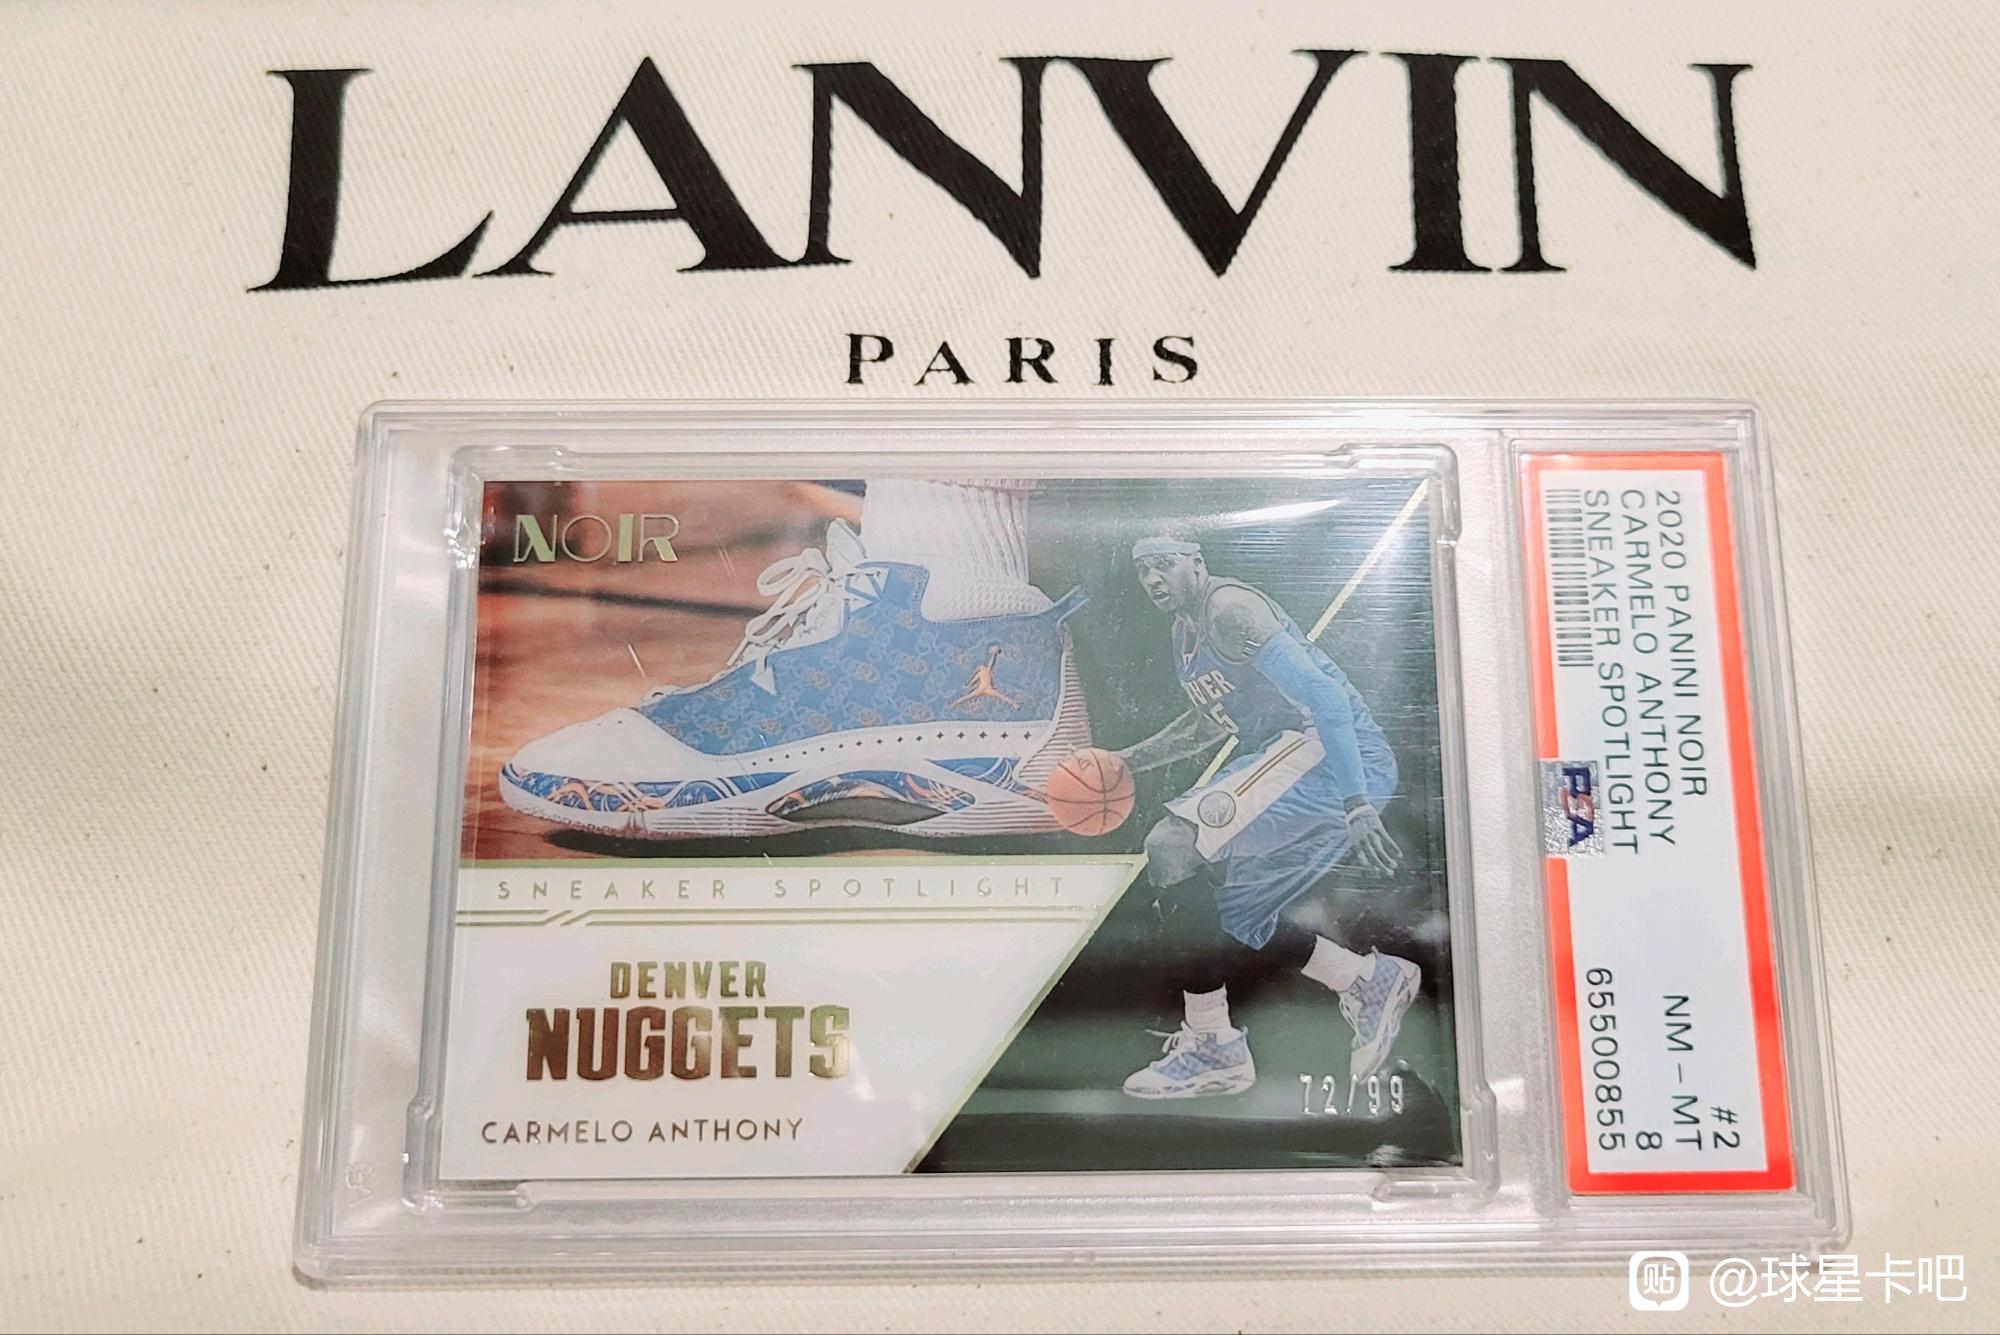 LANVIN
PARIS
NOIR
SNEAKER SPOTLIGHT
DENVER
NUGGETS
CARMELO ANTHONY
72/99
2020 PANINI NOIR #2
CARMELO ANTHONY NM-MT
SNEAKER SPOTLIGHT 8
PSA 65500855
贴 @球星卡吧